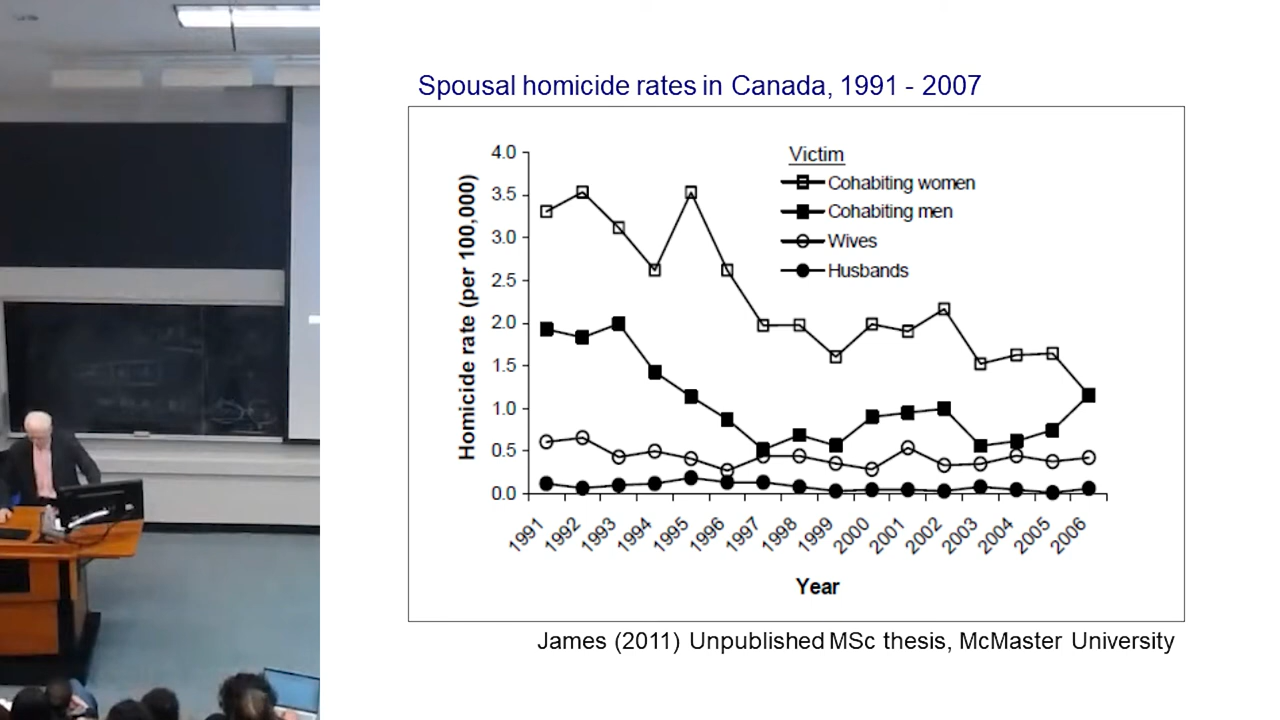 Spousal homicide rates in Canada, 1991 - 2007
Victim
Cohabiting women
Cohabiting men
Wives
Husbands
Homicide rate (per 100,000)
4.0
3.5
3.0
2.5
2.0
1.5
1.0
0.5
0.0
1991
1992
1993
1994
1995
1996
1997
1998
1999
2000
2001
2002
2003
2004
2005
2006
Year
James (2011) Unpublished MSc thesis, McMaster University